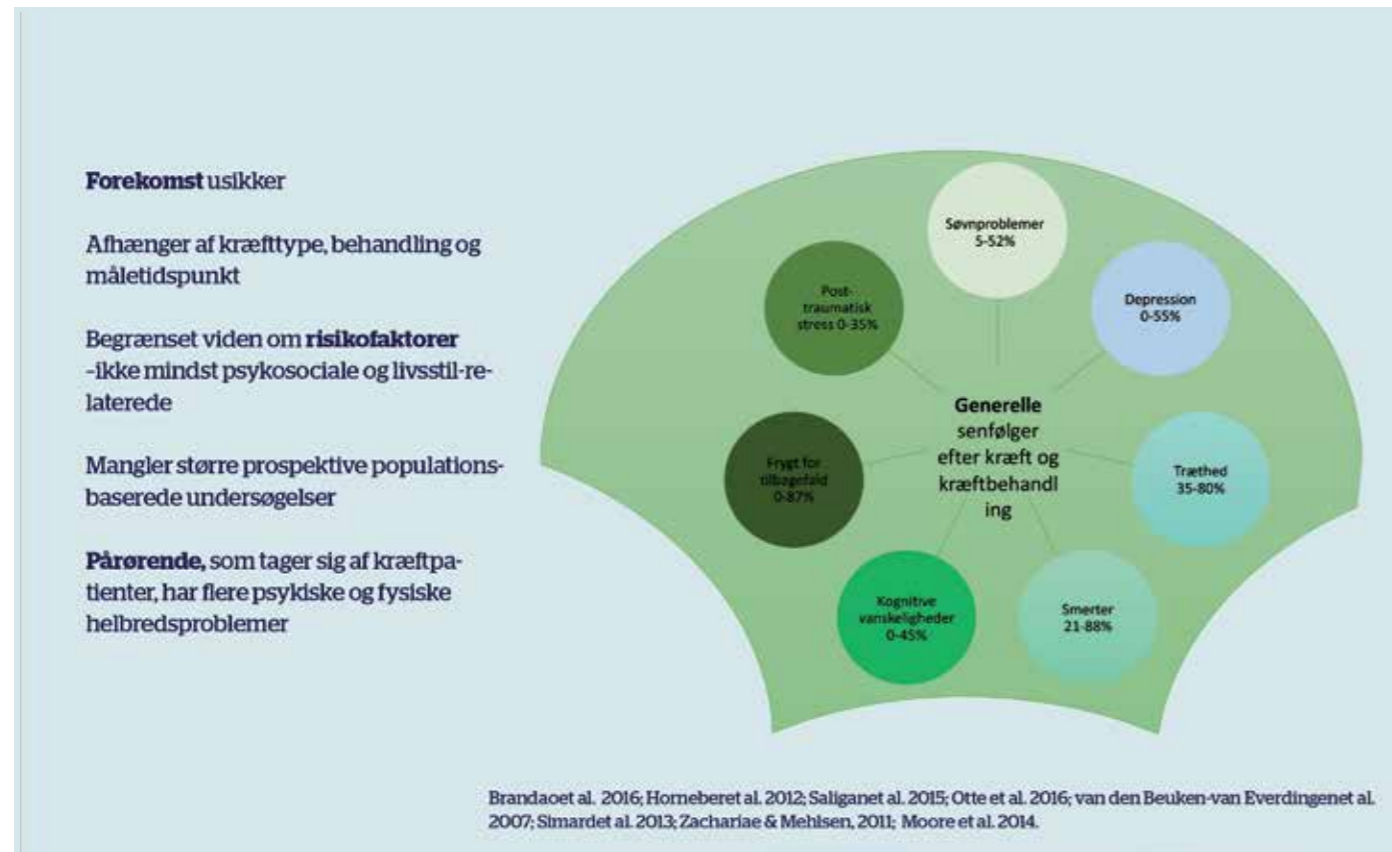 Forekomst usikker
Afhænger af kræfttype, behandling og
måletidspunkt
Begrænset viden om risikofaktorer
-ikke mindst psykosociale og livsstil-re-
laterede
Mangler større prospektive populations-
baserede undersøgelser
Pårørende, som tager sig af kræftpa-
tienter, har flere psykiske og fysiske
helbredsproblemer
Søvnproblemer
5-52%
Depression
0-55%
Træthed
35-80%
Smerter
21-88%
Kognitive
vanskeligheder
0-45%
Frygt for
tilbagefald
0-87%
Post-
traumatisk
stress 0-35%
Generelle
senfølger
efter kræft og
kræftbehandl
ing
Brandaoet al. 2016; Horneberet al. 2012; Saliganet al. 2015; Otte et al. 2016; van den Beuken-van Everdingenet al.
2007; Simardet al. 2013; Zachariae & Mehlsen, 2011; Moore et al. 2014.